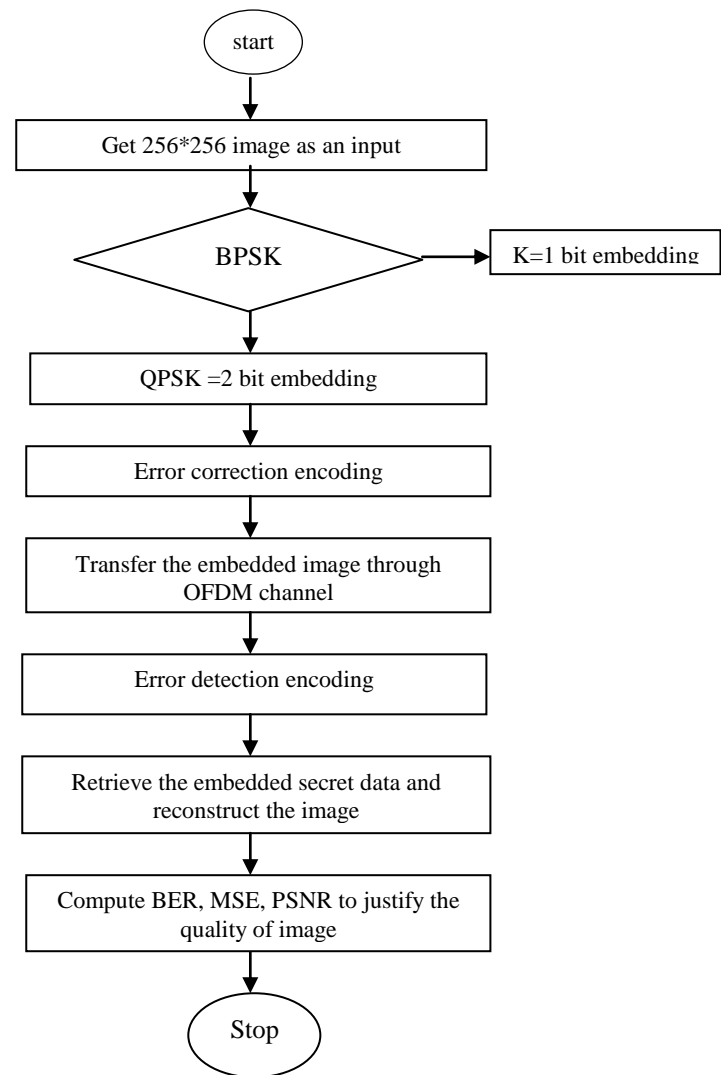 start
Get 256*256 image as an input
BPSK
K=1 bit embedding
QPSK =2 bit embedding
Error correction encoding
Transfer the embedded image through
OFDM channel
Error detection encoding
Retrieve the embedded secret data and
reconstruct the image
Compute BER, MSE, PSNR to justify the
quality of image
Stop